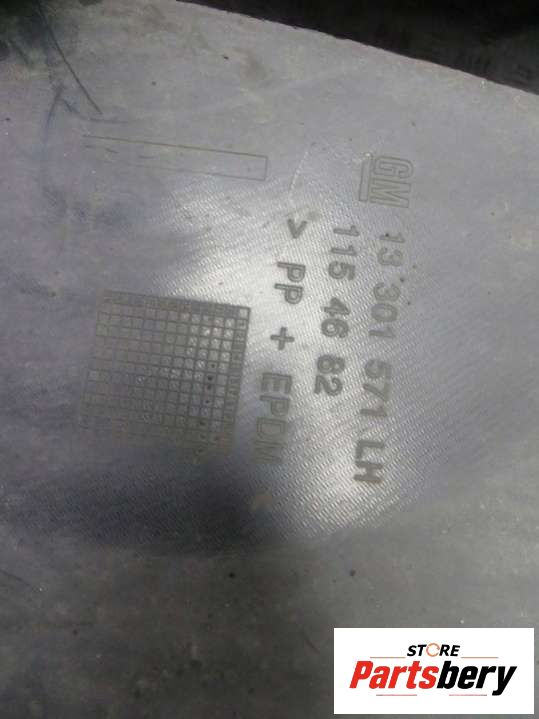 GM 13 301 571 LH
115 46 82
> PP + EPDM <
STORE
Partsbery